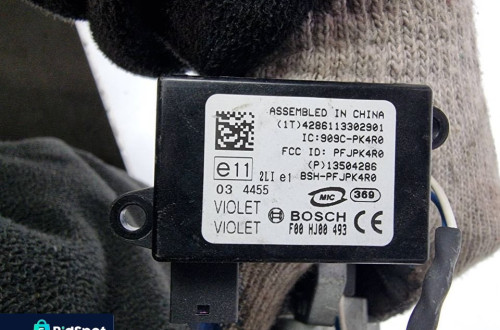 ASSEMBLED IN CHINA
(1T)4286113302901
IC:909C-PK4R0
FCC ID: PFJPK4R0
(P)13504286
e11 2LI e1 BSH-PFJPK4R0
03 4455 MIC 369
VIOLET BOSCH CE
VIOLET F00 HJ00 493
BidSpot